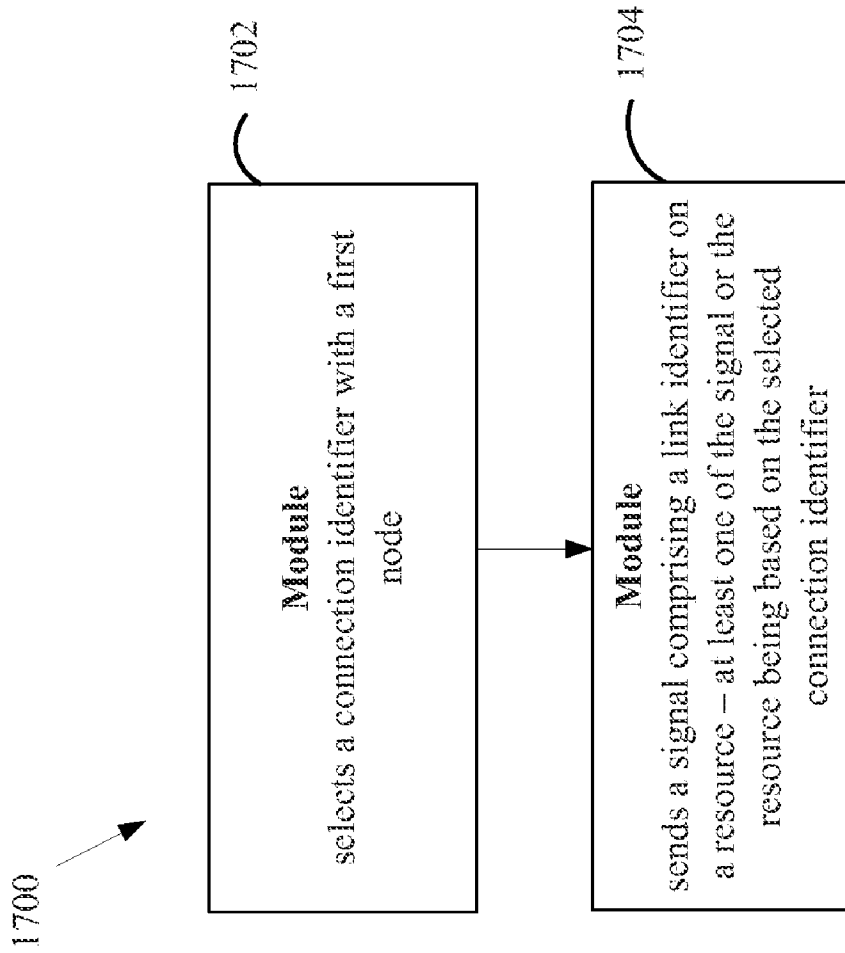 1700
1702
Module
selects a connection identifier with a first
node
1704
Module
sends a signal comprising a link identifier on
a resource – at least one of the signal or the
resource being based on the selected
connection identifier